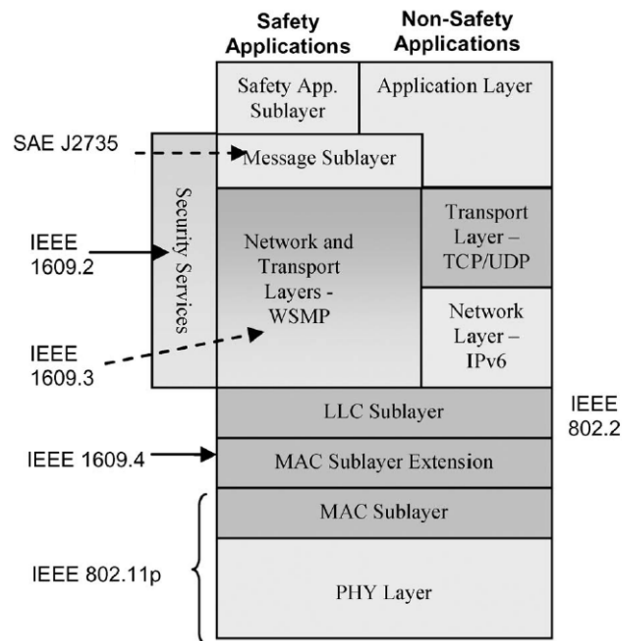 Safety
Applications
Non-Safety
Applications
Safety App.
Sublayer
Application Layer
SAE J2735
Message Sublayer
Security Services
IEEE
1609.2
Network and
Transport
Layers -
WSMP
Transport
Layer –
TCP/UDP
Network
Layer –
IPv6
IEEE
1609.3
LLC Sublayer
IEEE
802.2
IEEE 1609.4
MAC Sublayer Extension
MAC Sublayer
IEEE 802.11p
PHY Layer